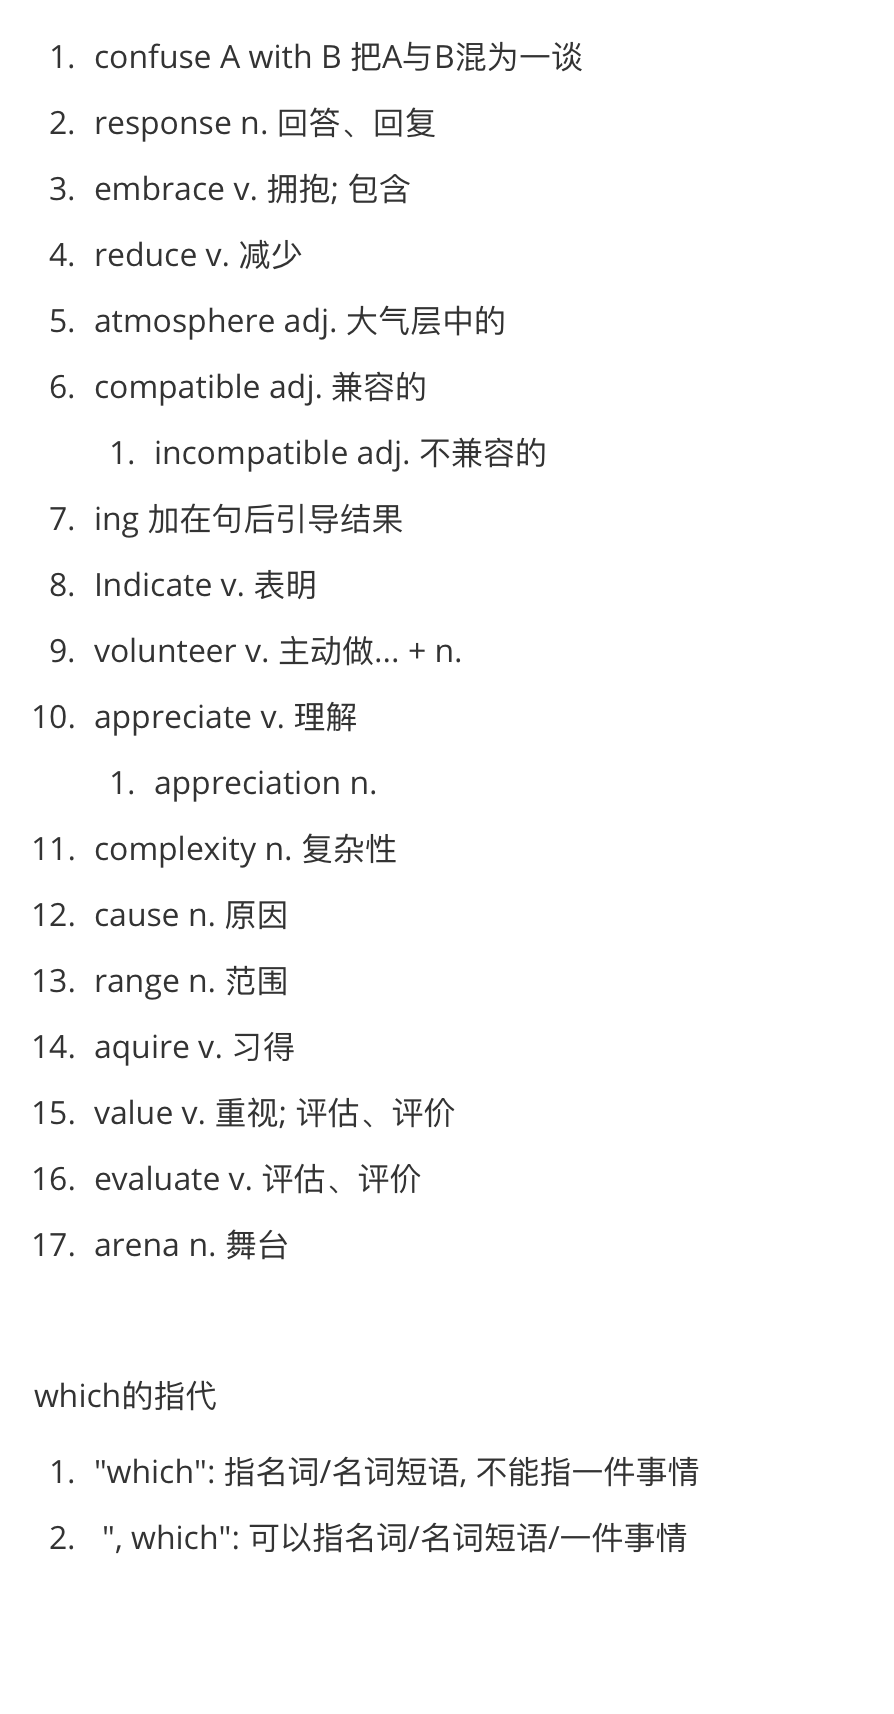 1. confuse A with B 把A与B混为一谈
2. response n. 回答、回复
3. embrace v. 拥抱; 包含
4. reduce v. 减少
5. atmosphere adj. 大气层中的
6. compatible adj. 兼容的
1. incompatible adj. 不兼容的
7. ing 加在句后引导结果
8. Indicate v. 表明
9. volunteer v. 主动做... + n.
10. appreciate v. 理解
1. appreciation n.
11. complexity n. 复杂性
12. cause n. 原因
13. range n. 范围
14. aquire v. 习得
15. value v. 重视; 评估、评价
16. evaluate v. 评估、评价
17. arena n. 舞台
which的指代
1. "which": 指名词/名词短语, 不能指一件事情
2. ", which": 可以指名词/名词短语/一件事情